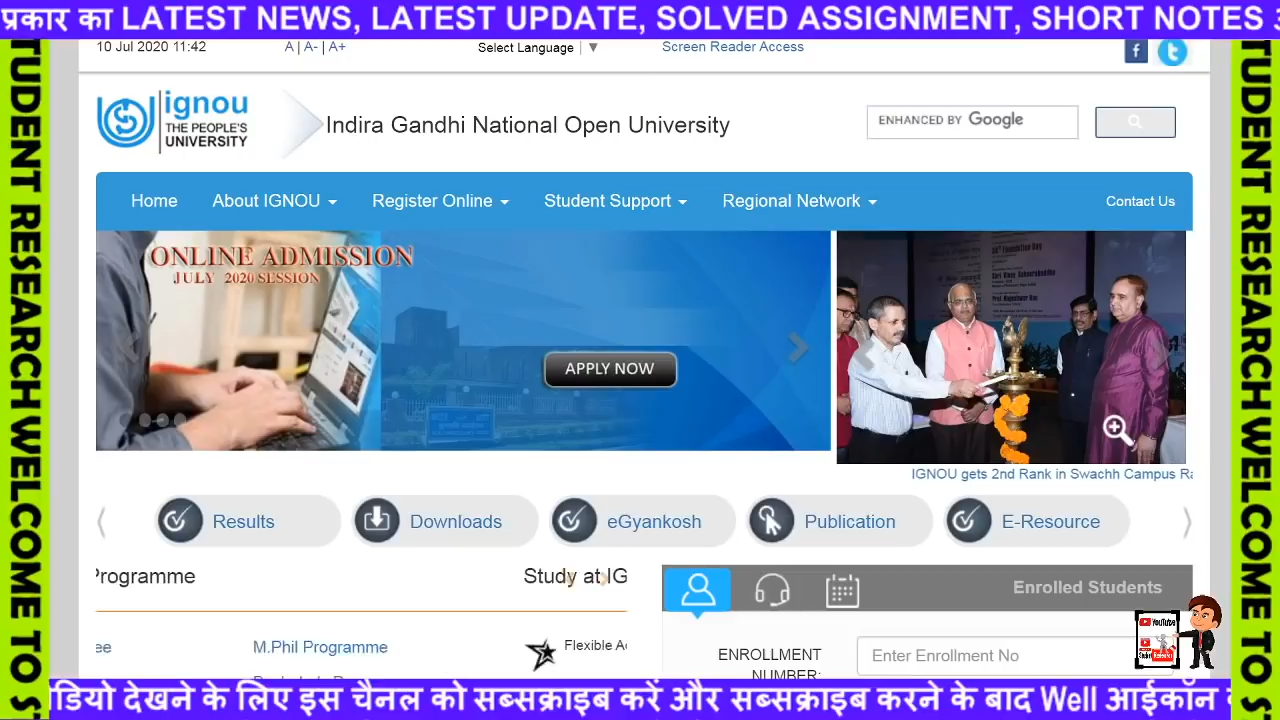 प्रकार का LATEST NEWS, LATEST UPDATE, SOLVED ASSIGNMENT, SHORT NOTES
10 Jul 2020 11:42
A | A- | A+
Select Language ▼
Screen Reader Access
ignou
THE PEOPLE'S
UNIVERSITY
Indira Gandhi National Open University
ENHANCED BY Google
Home
About IGNOU
Register Online
Student Support
Regional Network
Contact Us
ONLINE ADMISSION
JULY 2020 SESSION
APPLY NOW
Foundation Day
IGNOU gets 2nd Rank in Swachh Campus Ra
Results
Downloads
eGyankosh
Publication
E-Resource
Programme
Study at IG
Enrolled Students
ee
M.Phil Programme
Flexible
ENROLLMENT
NUMBER:
Enter Enrollment No
YouTube
TUDENT RESEARCH WELCOME TO S
TUDENT RESEARCH WELCOME TO S
डियो देखने के लिए इस चैनल को सब्सक्राइब करें और सब्सक्राइब करने के बाद Well आईकॉन